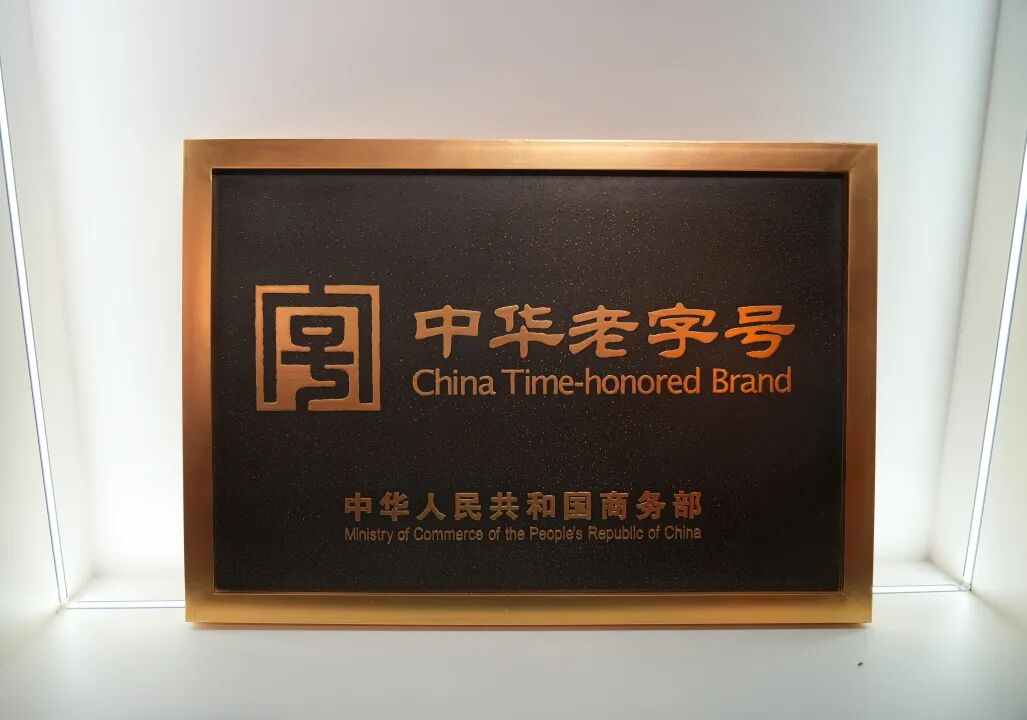 中华老字号
China Time-honored Brand
中华人民共和国商务部
Ministry of Commerce of the People's Republic of China